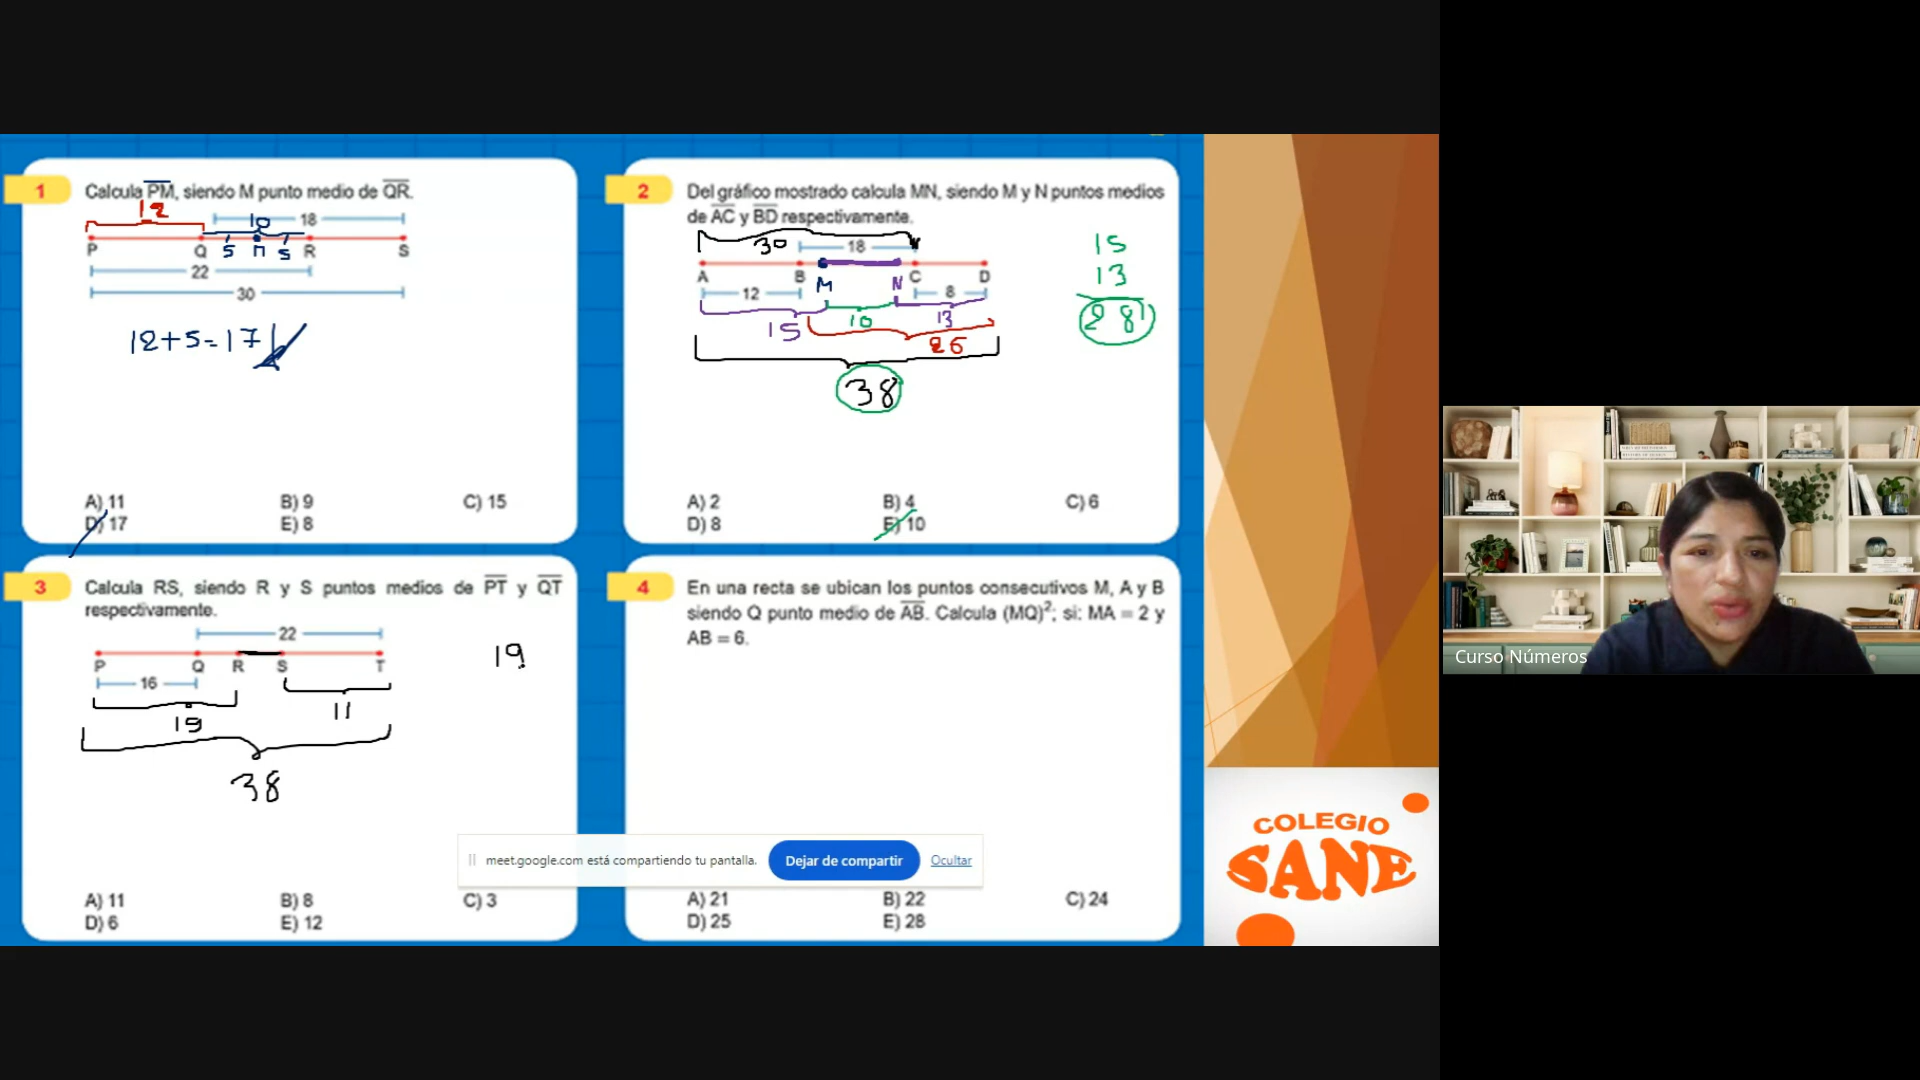 1
Calcula PM, siendo M punto medio de QR.
12
10
18
P
Q
5
M
5
R
S
22
30
12+5=17
A) 11
B) 9
C) 15
D) 17
E) 8
2
Del gráfico mostrado calcula MN, siendo M y N puntos medios
de AC y BD respectivamente.
30
18
A
B
M
N
C
D
12
8
15
10
13
26
38
15
13
28
A) 2
B) 4
C) 6
D) 8
E) 10
3
Calcula RS, siendo R y S puntos medios de PT y QT
respectivamente.
22
P
Q
R
S
T
16
19
11
38
19
A) 11
B) 8
C) 3
D) 6
E) 12
4
En una recta se ubican los puntos consecutivos M, A y B
siendo Q punto medio de AB. Calcula (MQ)²; si: MA = 2 y
AB = 6.
A) 21
B) 22
C) 24
D) 25
E) 28
meet.google.com está compartiendo tu pantalla.
Dejar de compartir
Ocultar
COLEGIO
SANE
Curso Números